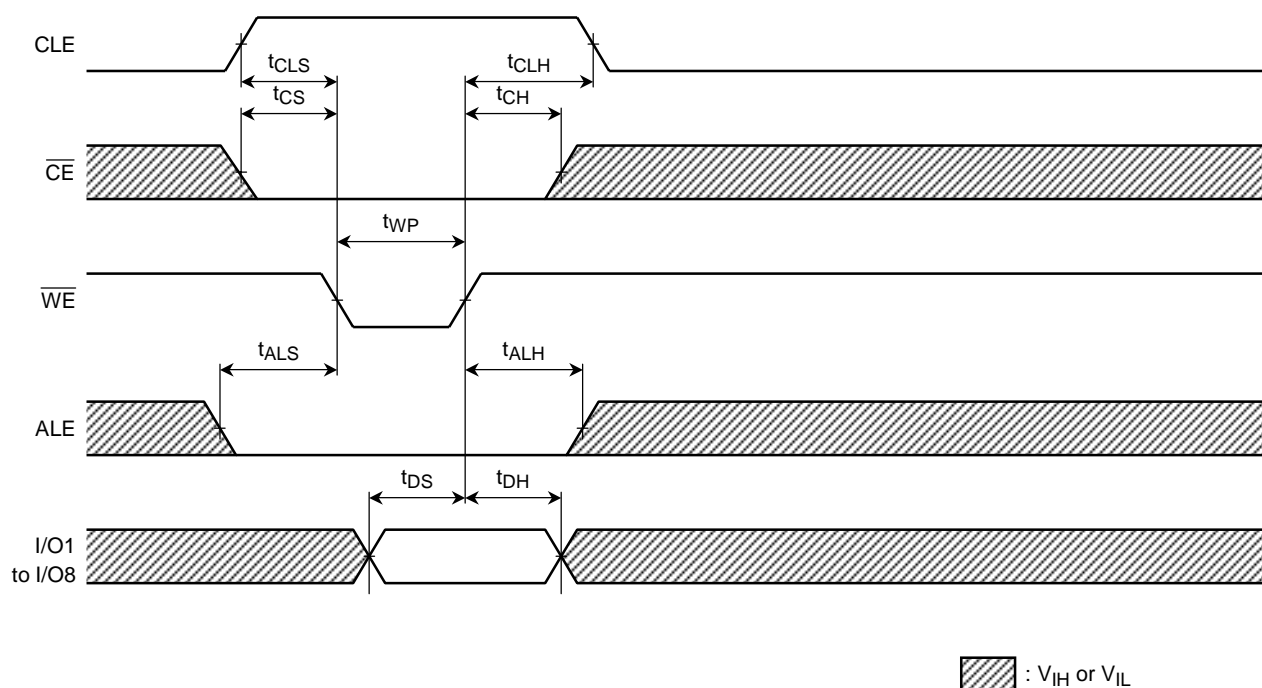 CLE
tCLS
tCLH
tCS
tCH
CE
tWP
WE
tALS
tALH
ALE
tDS
tDH
I/O1
to I/O8
: VIH or VIL